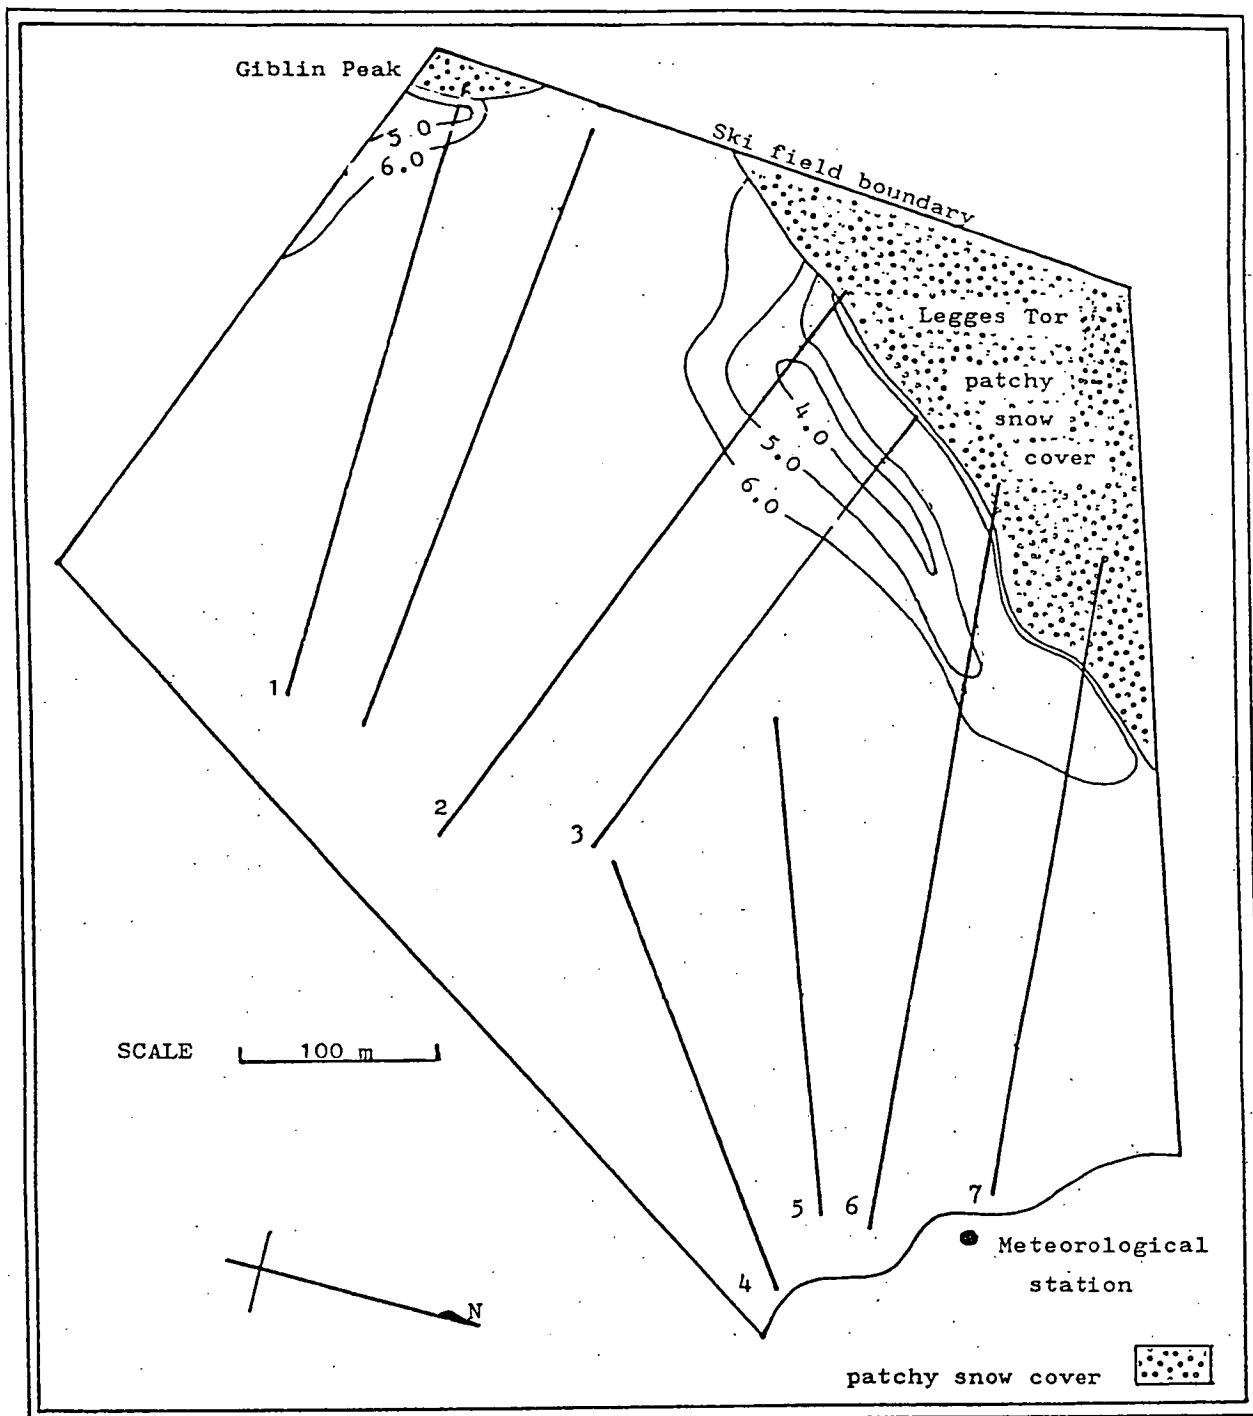 Giblin Peak
5.0
6.0
Ski field boundary
Legges Tor
patchy
snow
cover
4.0
5.0
6.0
1
2
3
SCALE 100 m
5 6 7
4
Meteorological
station
N
patchy snow cover